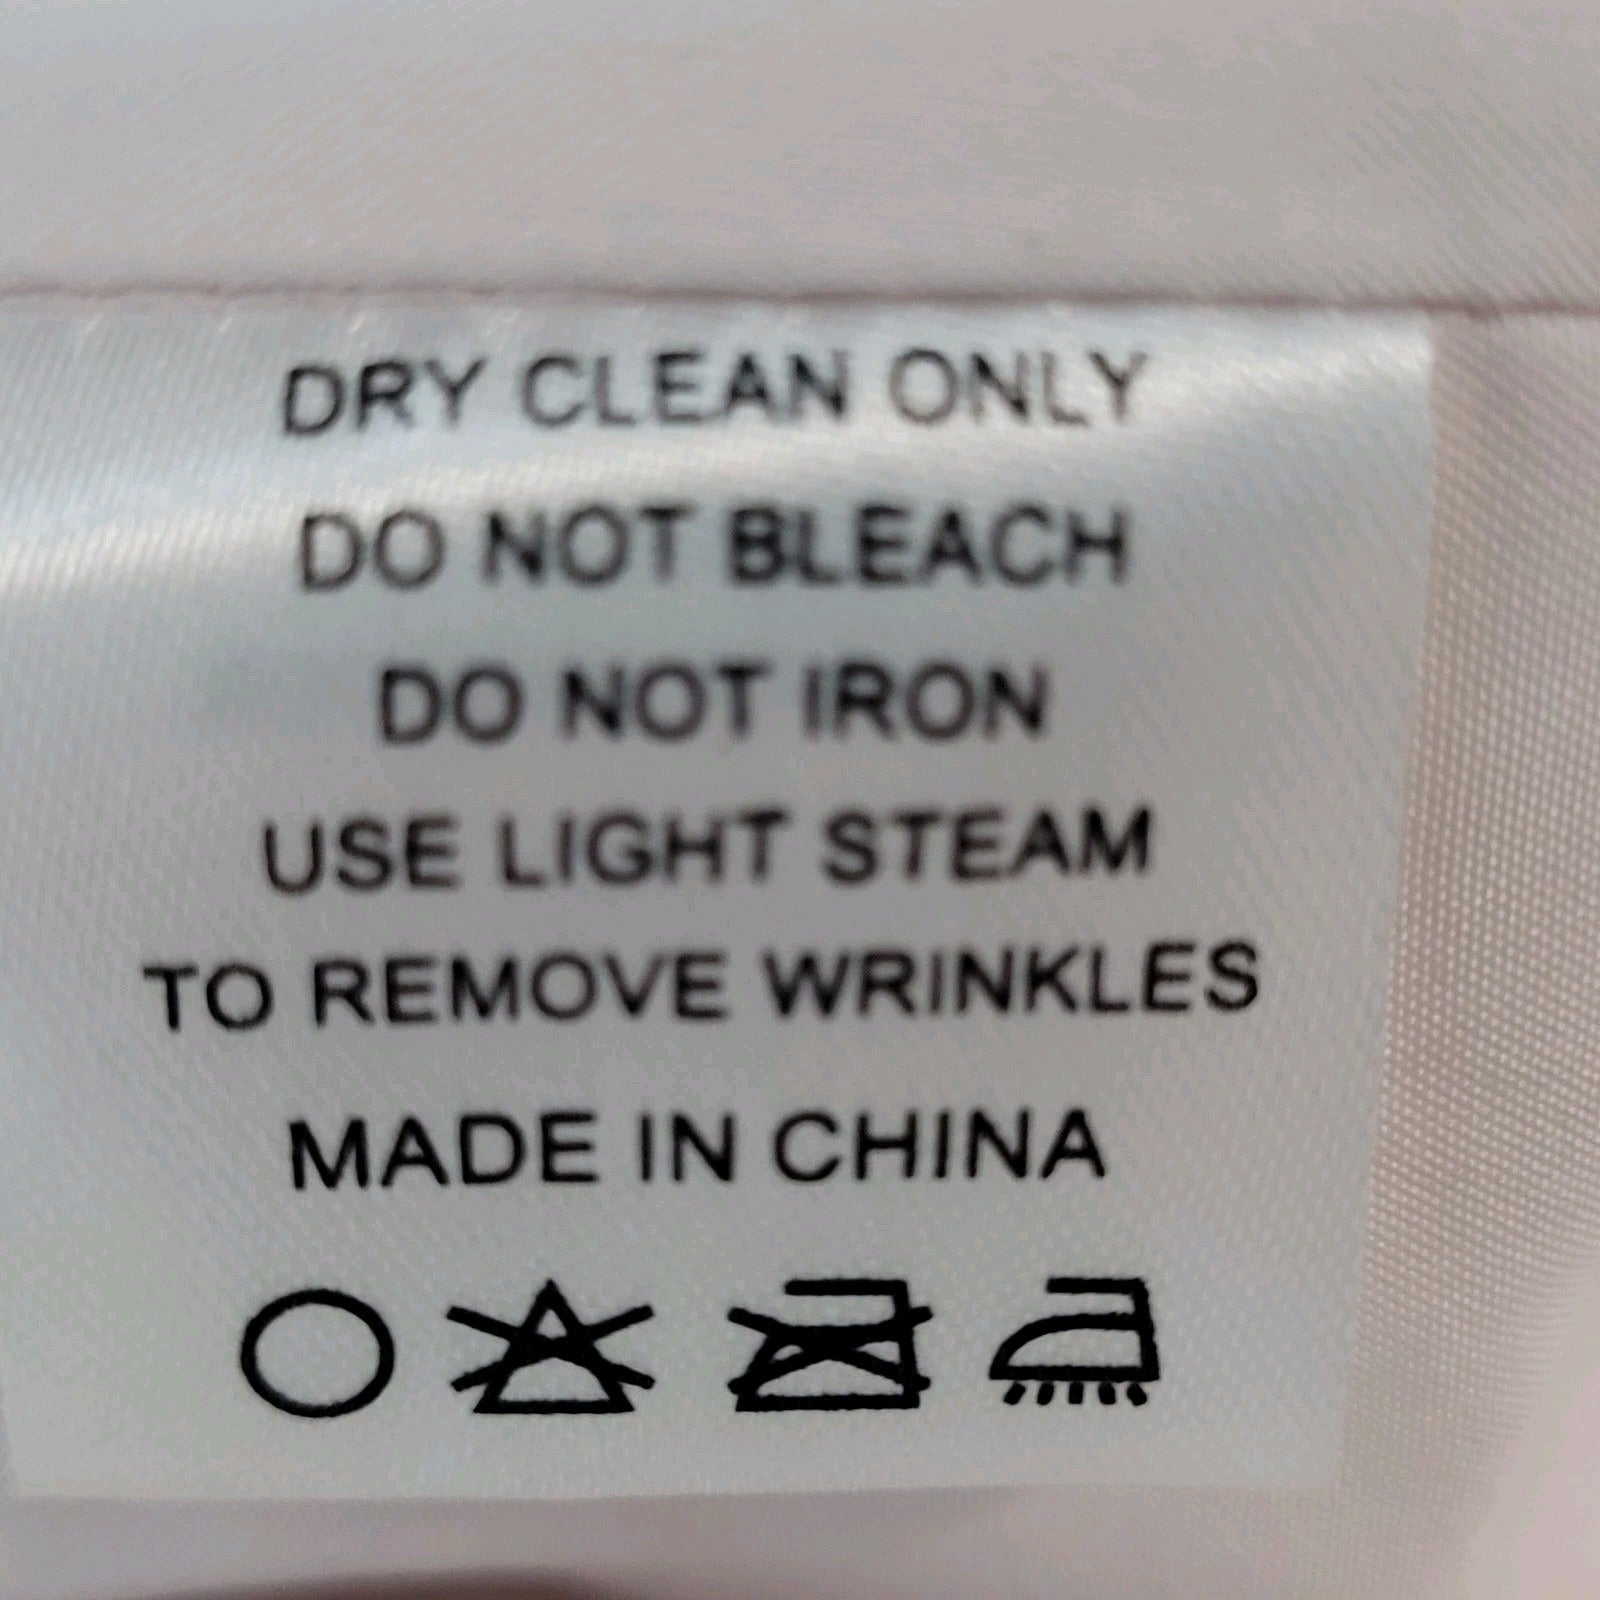 DRY CLEAN ONLY
DO NOT BLEACH
DO NOT IRON
USE LIGHT STEAM
TO REMOVE WRINKLES
MADE IN CHINA